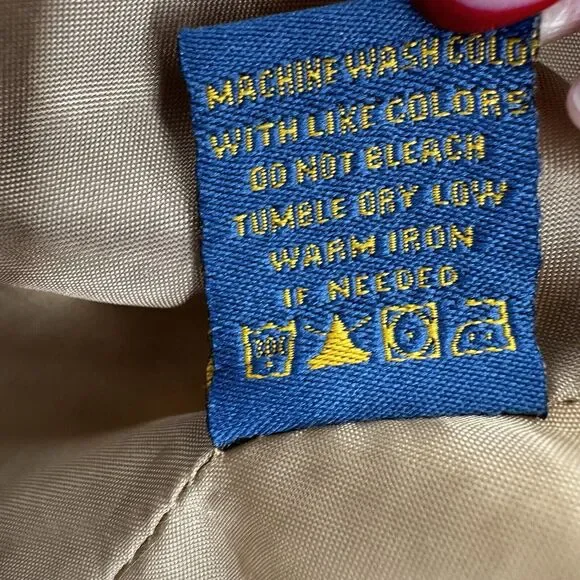 MACHINE WASH COLD
WITH LIKE COLORS
DO NOT BLEACH
TUMBLE DRY LOW
WARM IRON
IF NEEDED